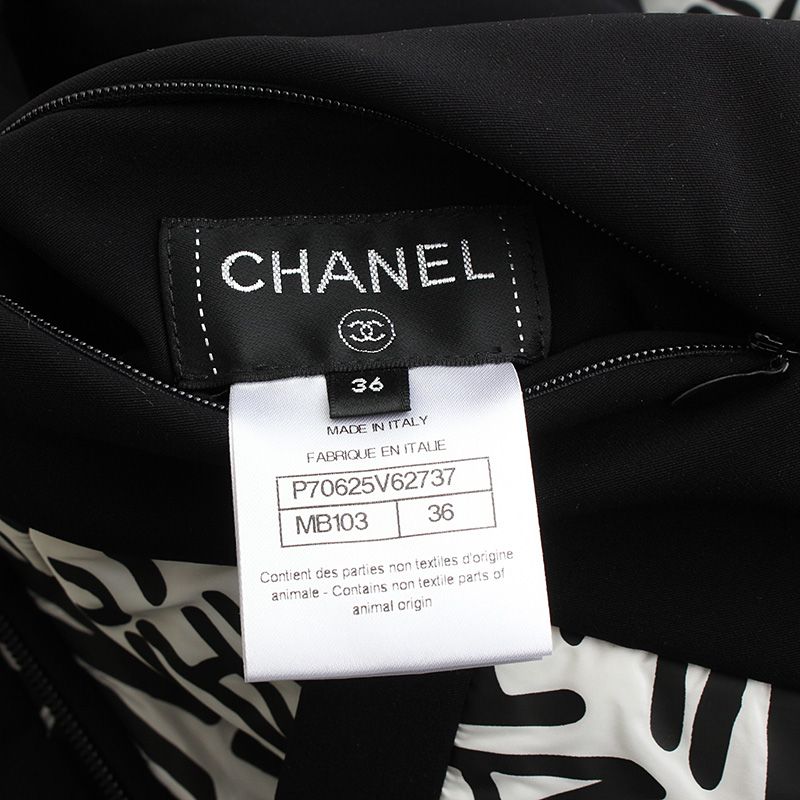 CHANEL
36
MADE IN ITALY
FABRIQUE EN ITALIE
P70625V62737
MB103 36
Contient des parties non textiles d'origine
animale - Contains non textile parts of
animal origin